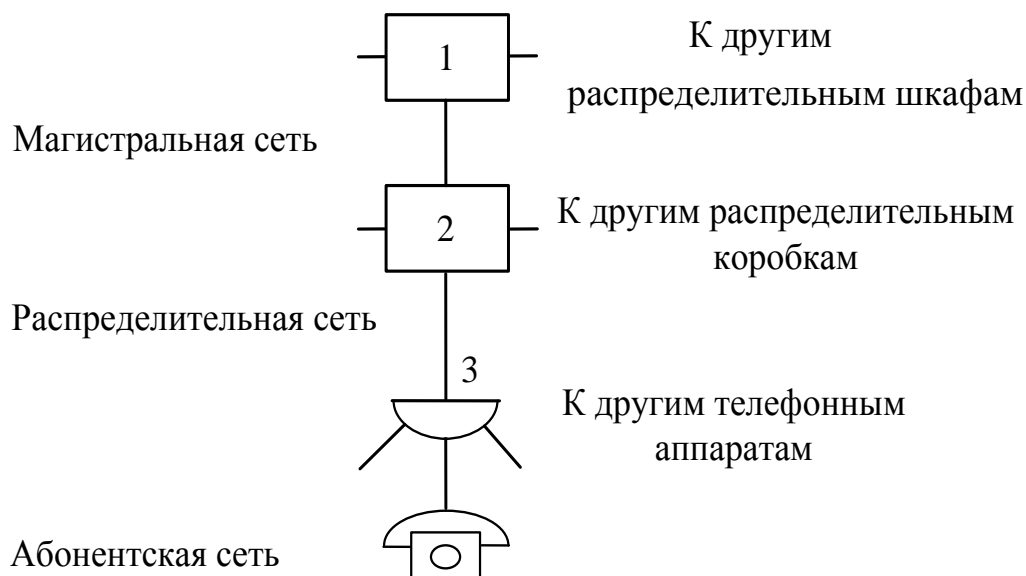 1
К другим
распределительным шкафам
Магистральная сеть
2
К другим распределительным
коробкам
Распределительная сеть
3
К другим телефонным
аппаратам
Абонентская сеть